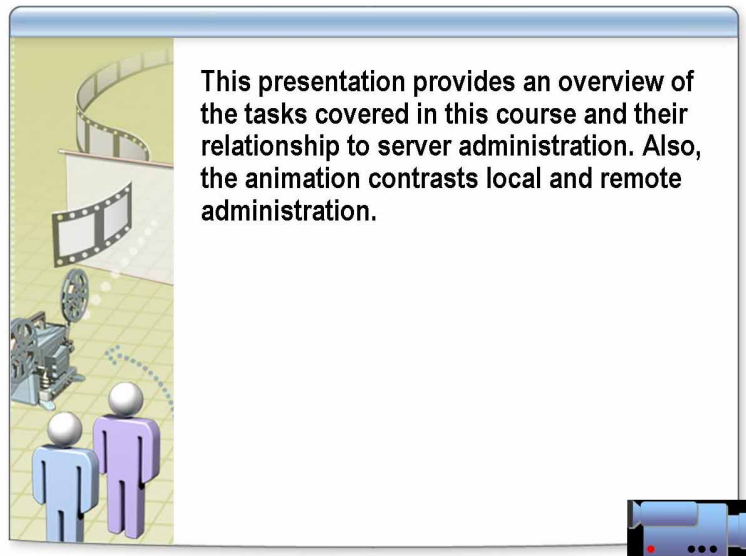 This presentation provides an overview of
the tasks covered in this course and their
relationship to server administration. Also,
the animation contrasts local and remote
administration.